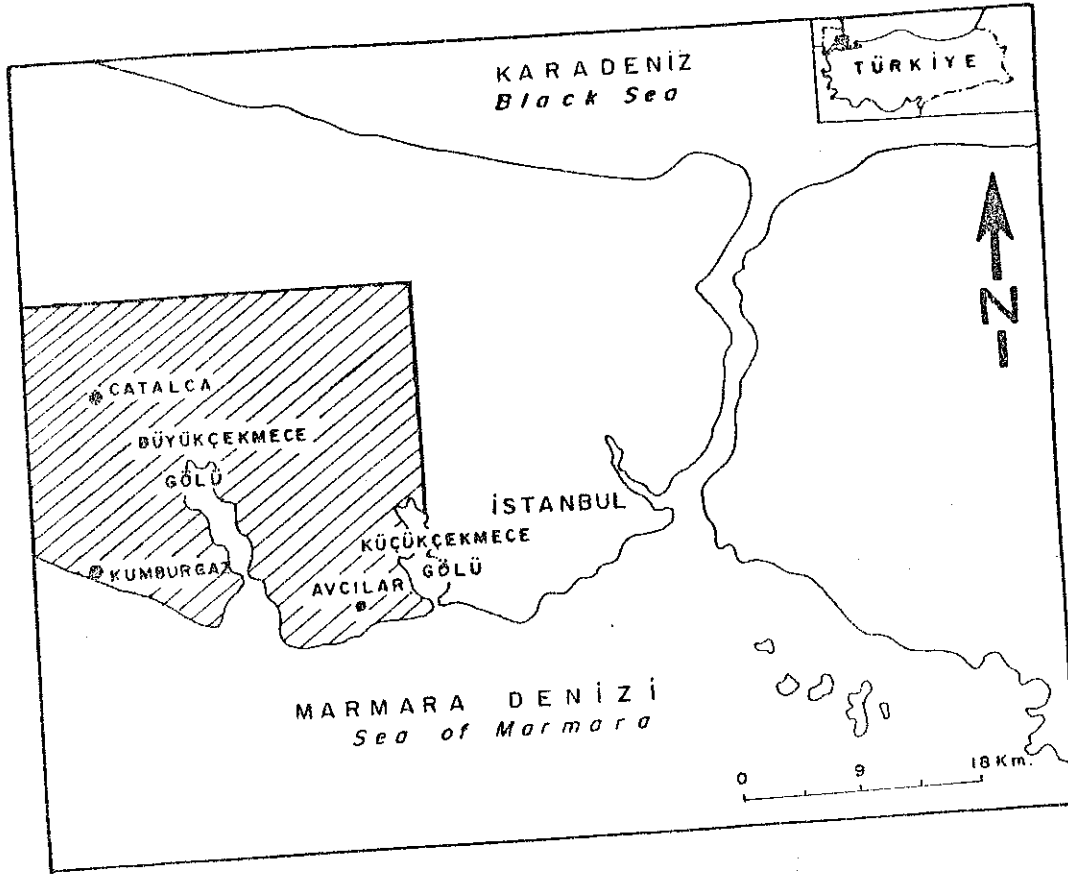 KARADENİZ
Black Sea
TÜRKİYE
N
CATALCA
BÜYÜKÇEKMECE
GÖLÜ
İSTANBUL
KÜÇÜKÇEKMECE
GÖLÜ
KUMBURGAZ
AVCILAR
MARMARA DENİZİ
Sea of Marmara
0 9 18 Km.